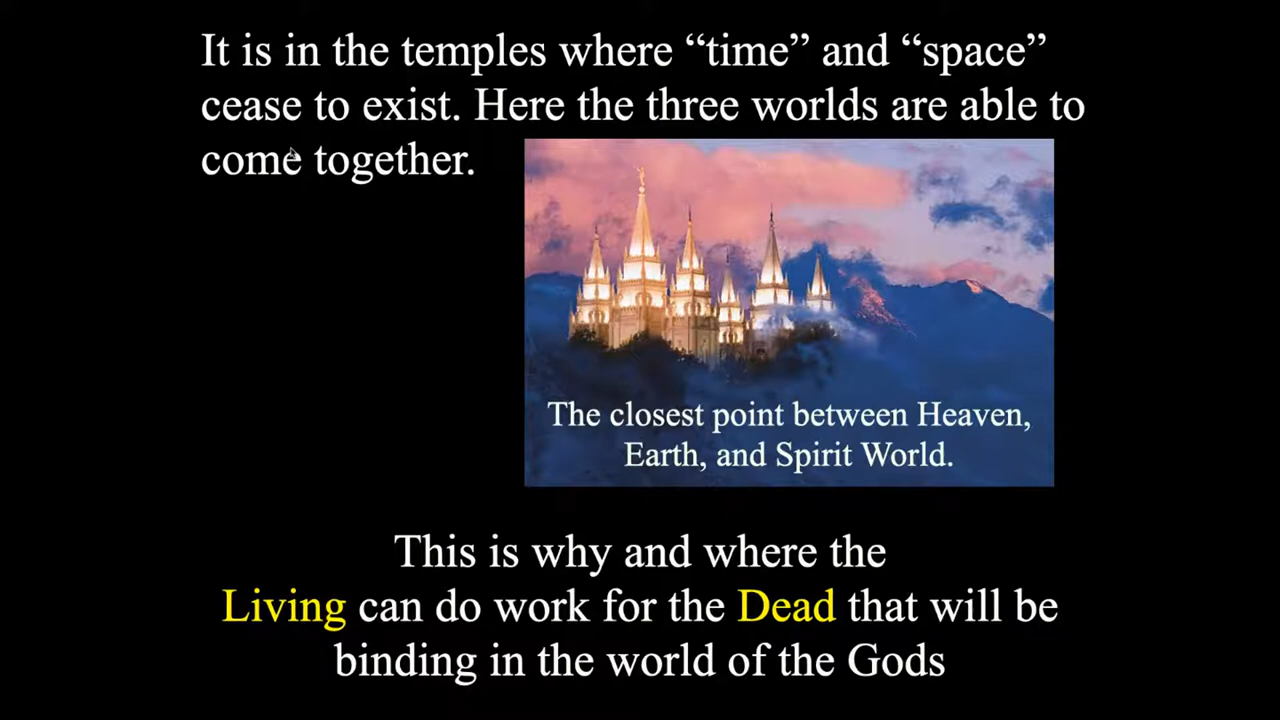 It is in the temples where “time” and “space”
cease to exist. Here the three worlds are able to
come together.
The closest point between Heaven,
Earth, and Spirit World.
This is why and where the
Living can do work for the Dead that will be
binding in the world of the Gods